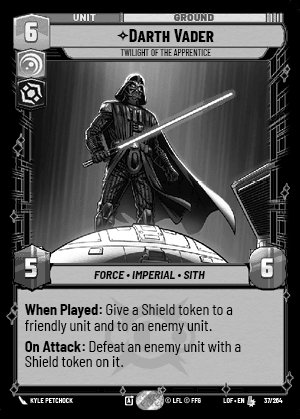 UNIT GROUND
6
✧DARTH VADER
TWILIGHT OF THE APPRENTICE
5 6
FORCE • IMPERIAL • SITH
When Played: Give a Shield token to a
friendly unit and to an enemy unit.
On Attack: Defeat an enemy unit with a
Shield token on it.
KYLE PETCHOCK © LFL © FFG LOF • EN 37/264